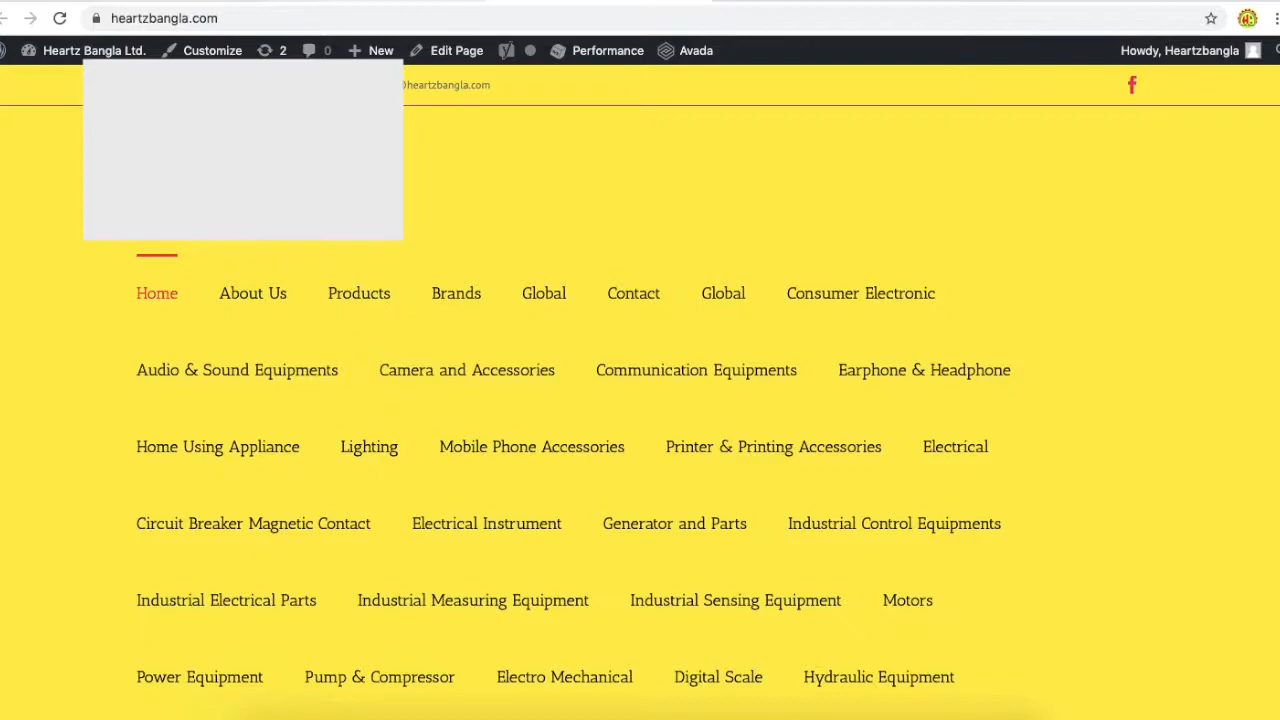 heartzbangla.com
Heartz Bangla Ltd. Customize 2 0 New Edit Page Performance Avada Howdy, Heartzbangla
@heartzbangla.com
Home About Us Products Brands Global Contact Global Consumer Electronic
Audio & Sound Equipments Camera and Accessories Communication Equipments Earphone & Headphone
Home Using Appliance Lighting Mobile Phone Accessories Printer & Printing Accessories Electrical
Circuit Breaker Magnetic Contact Electrical Instrument Generator and Parts Industrial Control Equipments
Industrial Electrical Parts Industrial Measuring Equipment Industrial Sensing Equipment Motors
Power Equipment Pump & Compressor Electro Mechanical Digital Scale Hydraulic Equipment